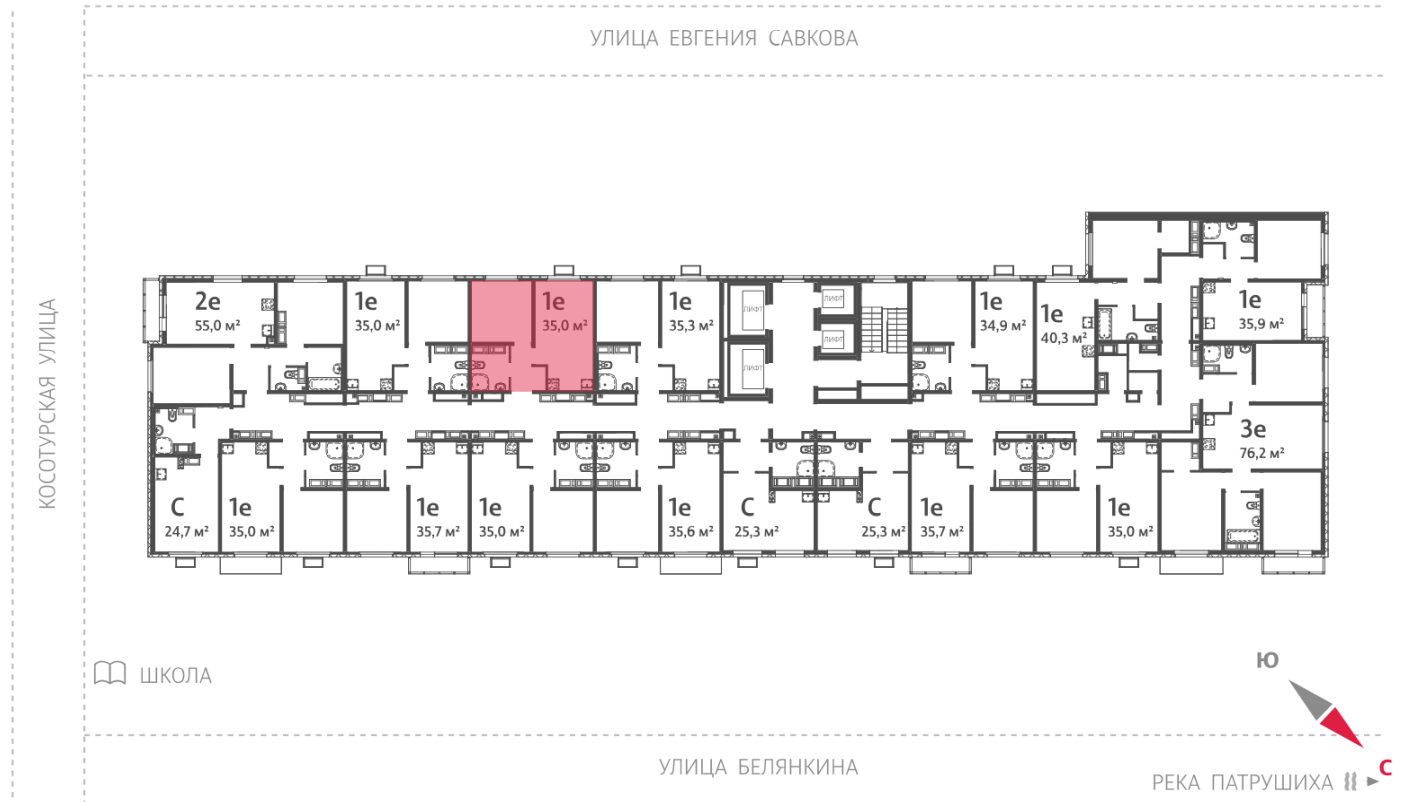 УЛИЦА ЕВГЕНИЯ САВКОВА
КОСОТУРСКАЯ УЛИЦА
2е
55,0 м²
1е
35,0 м²
1е
35,0 м²
1е
35,3 м²
ЛИФТ
ЛИФТ
ЛИФТ
ЛИФТ
1е
34,9 м²
1е
40,3 м²
1е
35,9 м²
3е
76,2 м²
С
24,7 м²
1е
35,0 м²
1е
35,7 м²
1е
35,0 м²
1е
35,6 м²
С
25,3 м²
С
25,3 м²
1е
35,7 м²
1е
35,0 м²
ШКОЛА
Ю
С
УЛИЦА БЕЛЯНКИНА
РЕКА ПАТРУШИХА